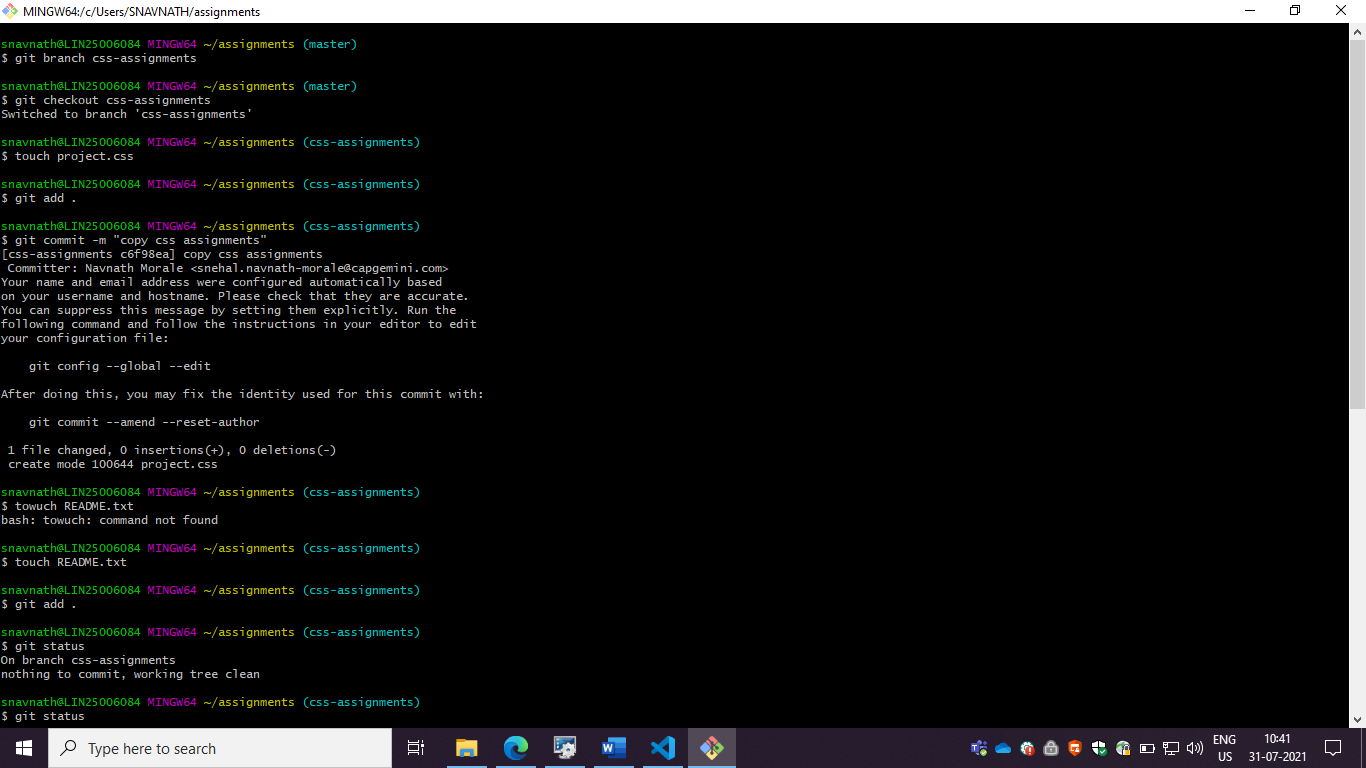 MINGW64:/c/Users/SNAVNATH/assignments
snavnath@LIN25006084 MINGW64 ~/assignments (master)
$ git branch css-assignments
snavnath@LIN25006084 MINGW64 ~/assignments (master)
$ git checkout css-assignments
Switched to branch 'css-assignments'
snavnath@LIN25006084 MINGW64 ~/assignments (css-assignments)
$ touch project.css
snavnath@LIN25006084 MINGW64 ~/assignments (css-assignments)
$ git add .
snavnath@LIN25006084 MINGW64 ~/assignments (css-assignments)
$ git commit -m "copy css assignments"
[css-assignments c6f98ea] copy css assignments
Committer: Navnath Morale <snehal.navnath-morale@capgemini.com>
Your name and email address were configured automatically based
on your username and hostname. Please check that they are accurate.
You can suppress this message by setting them explicitly. Run the
following command and follow the instructions in your editor to edit
your configuration file:
git config --global --edit
After doing this, you may fix the identity used for this commit with:
git commit --amend --reset-author
1 file changed, 0 insertions(+), 0 deletions(-)
create mode 100644 project.css
snavnath@LIN25006084 MINGW64 ~/assignments (css-assignments)
$ towuch README.txt
bash: towuch: command not found
snavnath@LIN25006084 MINGW64 ~/assignments (css-assignments)
$ touch README.txt
snavnath@LIN25006084 MINGW64 ~/assignments (css-assignments)
$ git add .
snavnath@LIN25006084 MINGW64 ~/assignments (css-assignments)
$ git status
On branch css-assignments
nothing to commit, working tree clean
snavnath@LIN25006084 MINGW64 ~/assignments (css-assignments)
$ git status
Type here to search
ENG
US
10:41
31-07-2021